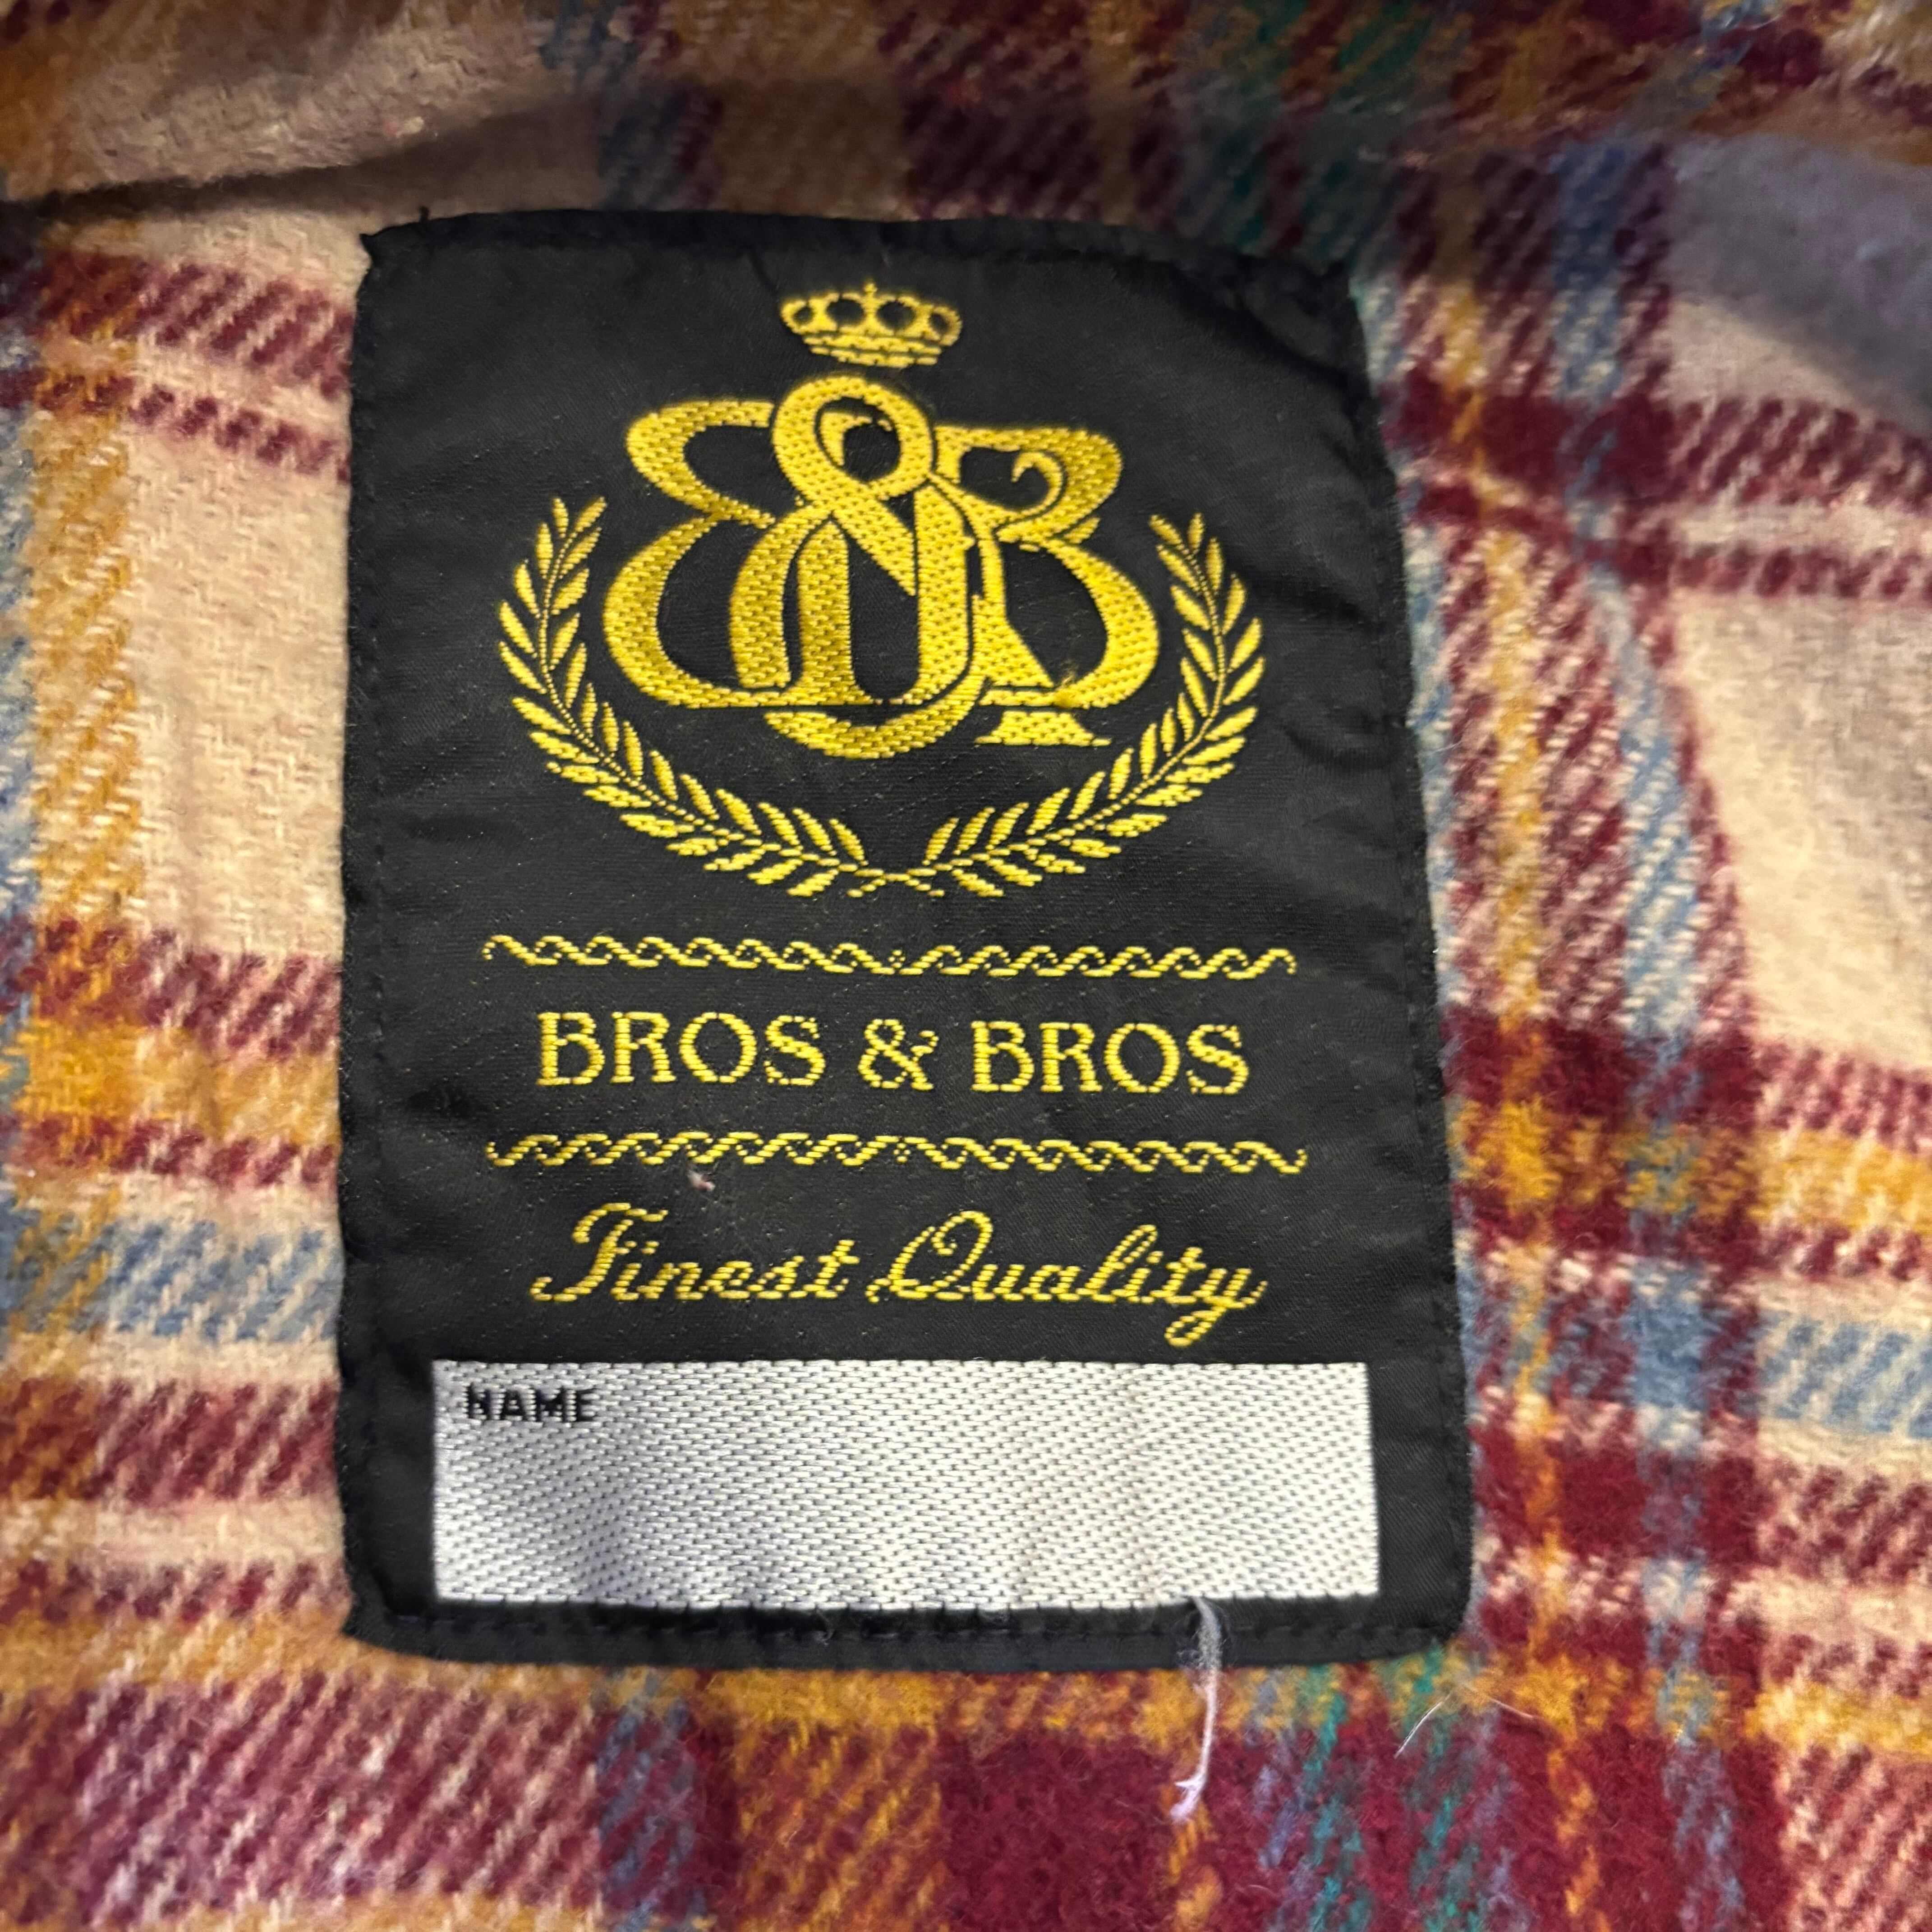 B&B
BROS & BROS
Finest Quality
NAME